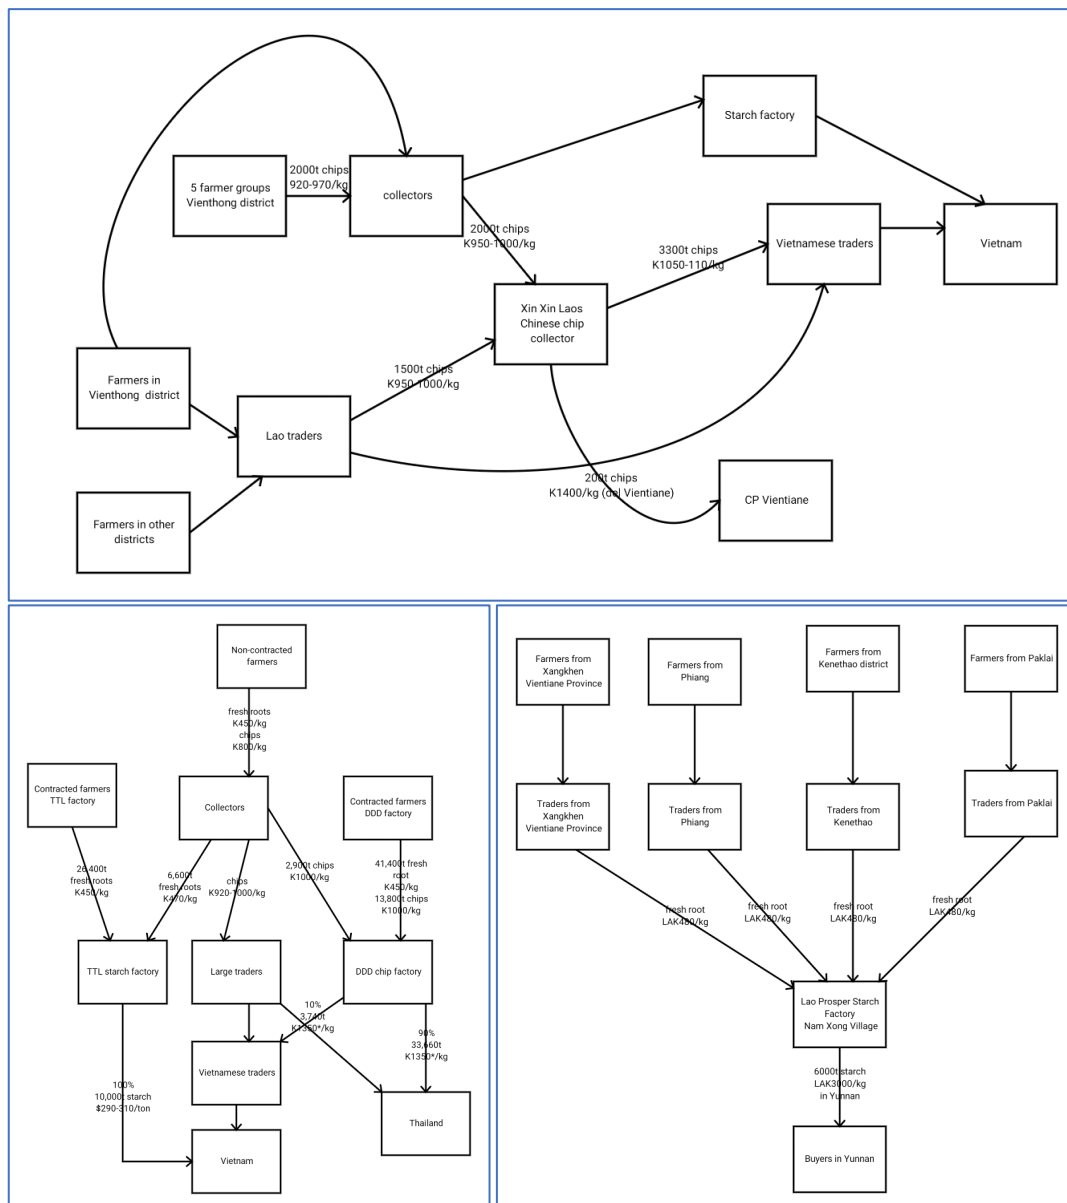 Starch factory
2000t chips
920-970/kg
5 farmer groups
Vienthong district
collectors
2000t chips
K950-1000/kg
3300t chips
K1050-110/kg
Vietnamese traders
Vietnam
Xin Xin Laos
Chinese chip
collector
Farmers in
Vienthong district
1500t chips
K950-1000/kg
Lao traders
200t chips
K1400/kg (del Vientiane)
CP Vientiane
Farmers in other
districts
Non-contracted
farmers
fresh roots
K450/kg
chips
K800/kg
Contracted farmers
TTL factory
Collectors
Contracted farmers
DDD factory
26,400t
fresh roots
K450/kg
6,600t
fresh roots
K470/kg
chips
K920-1000/kg
2,900t chips
K1000/kg
41,400t fresh
root
K450/kg
13,800t chips
K1000/kg
TTL starch factory
Large traders
DDD chip factory
10%
3,740t
K1350*/kg
90%
33,660t
K1350*/kg
Vietnamese traders
100%
10,000t starch
$290-310/ton
Thailand
Vietnam
Farmers from
Xangkhen
Vientiane Province
Farmers from
Phiang
Farmers from
Kenethao district
Farmers from Paklai
Traders from
Xangkhen
Vientiane Province
Traders from
Phiang
Traders from
Kenethao
Traders from Paklai
fresh root
LAK480/kg
fresh root
LAK480/kg
fresh root
LAK480/kg
fresh root
LAK480/kg
Lao Prosper Starch
Factory
Nam Xong Village
6000t starch
LAK3000/kg
in Yunnan
Buyers in Yunnan